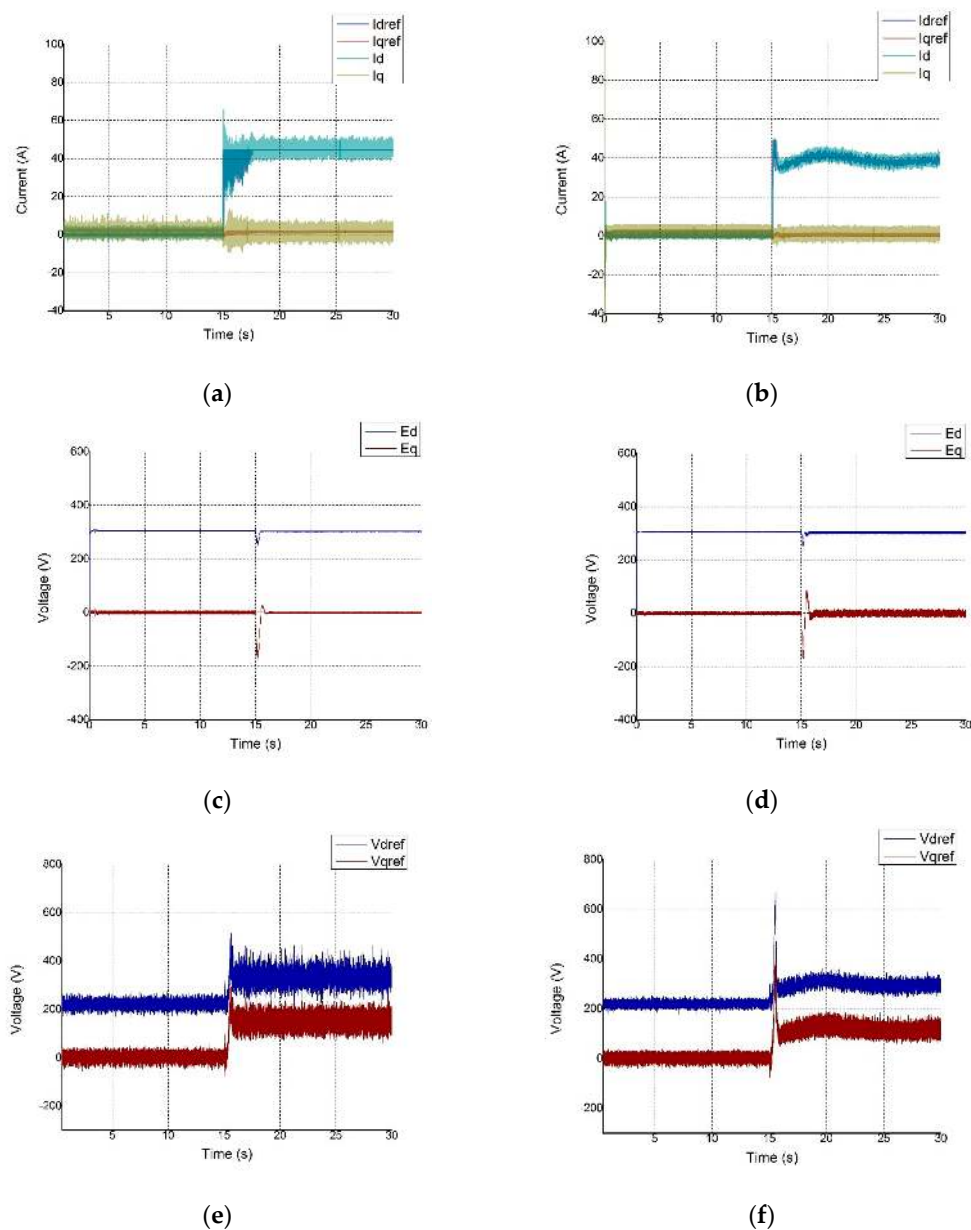 Idref
Iqref
Id
Iq
100
80
60
40
20
0
20
-40
Current (A)
5 10 15 20 25 30
Time (s)
(a)
Idref
Iqref
Id
Iq
100
80
60
40
20
0
20
-40
Current (A)
0 5 10 15 20 25 30
Time (s)
(b)
Ed
Eq
600
400
200
0
-200
-400
Voltage (V)
0 5 10 15 20 25 30
Time (s)
(c)
Ed
Eq
600
400
200
0
-200
-400
Voltage (V)
0 5 10 15 20 25 30
Time (s)
(d)
Vdref
Vqref
800
600
400
200
0
-200
Voltage (V)
5 10 15 20 25 30
Time (s)
(e)
Vdref
Vqref
800
600
400
200
0
200
Voltage (V)
5 10 15 20 25 30
Time (s)
(f)